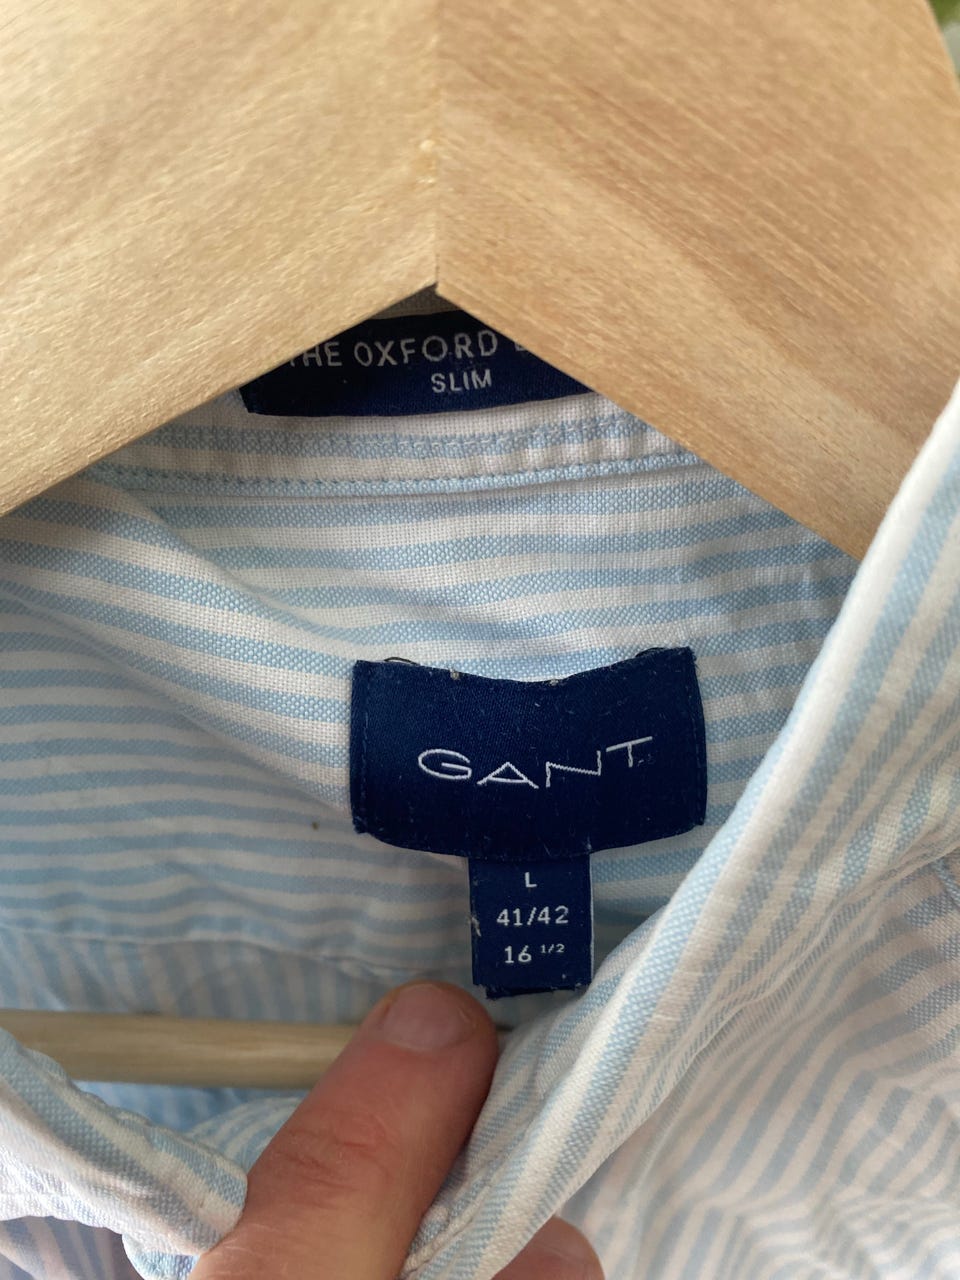 THE OXFORD
SLIM
GANT
L
41/42
16 1/2